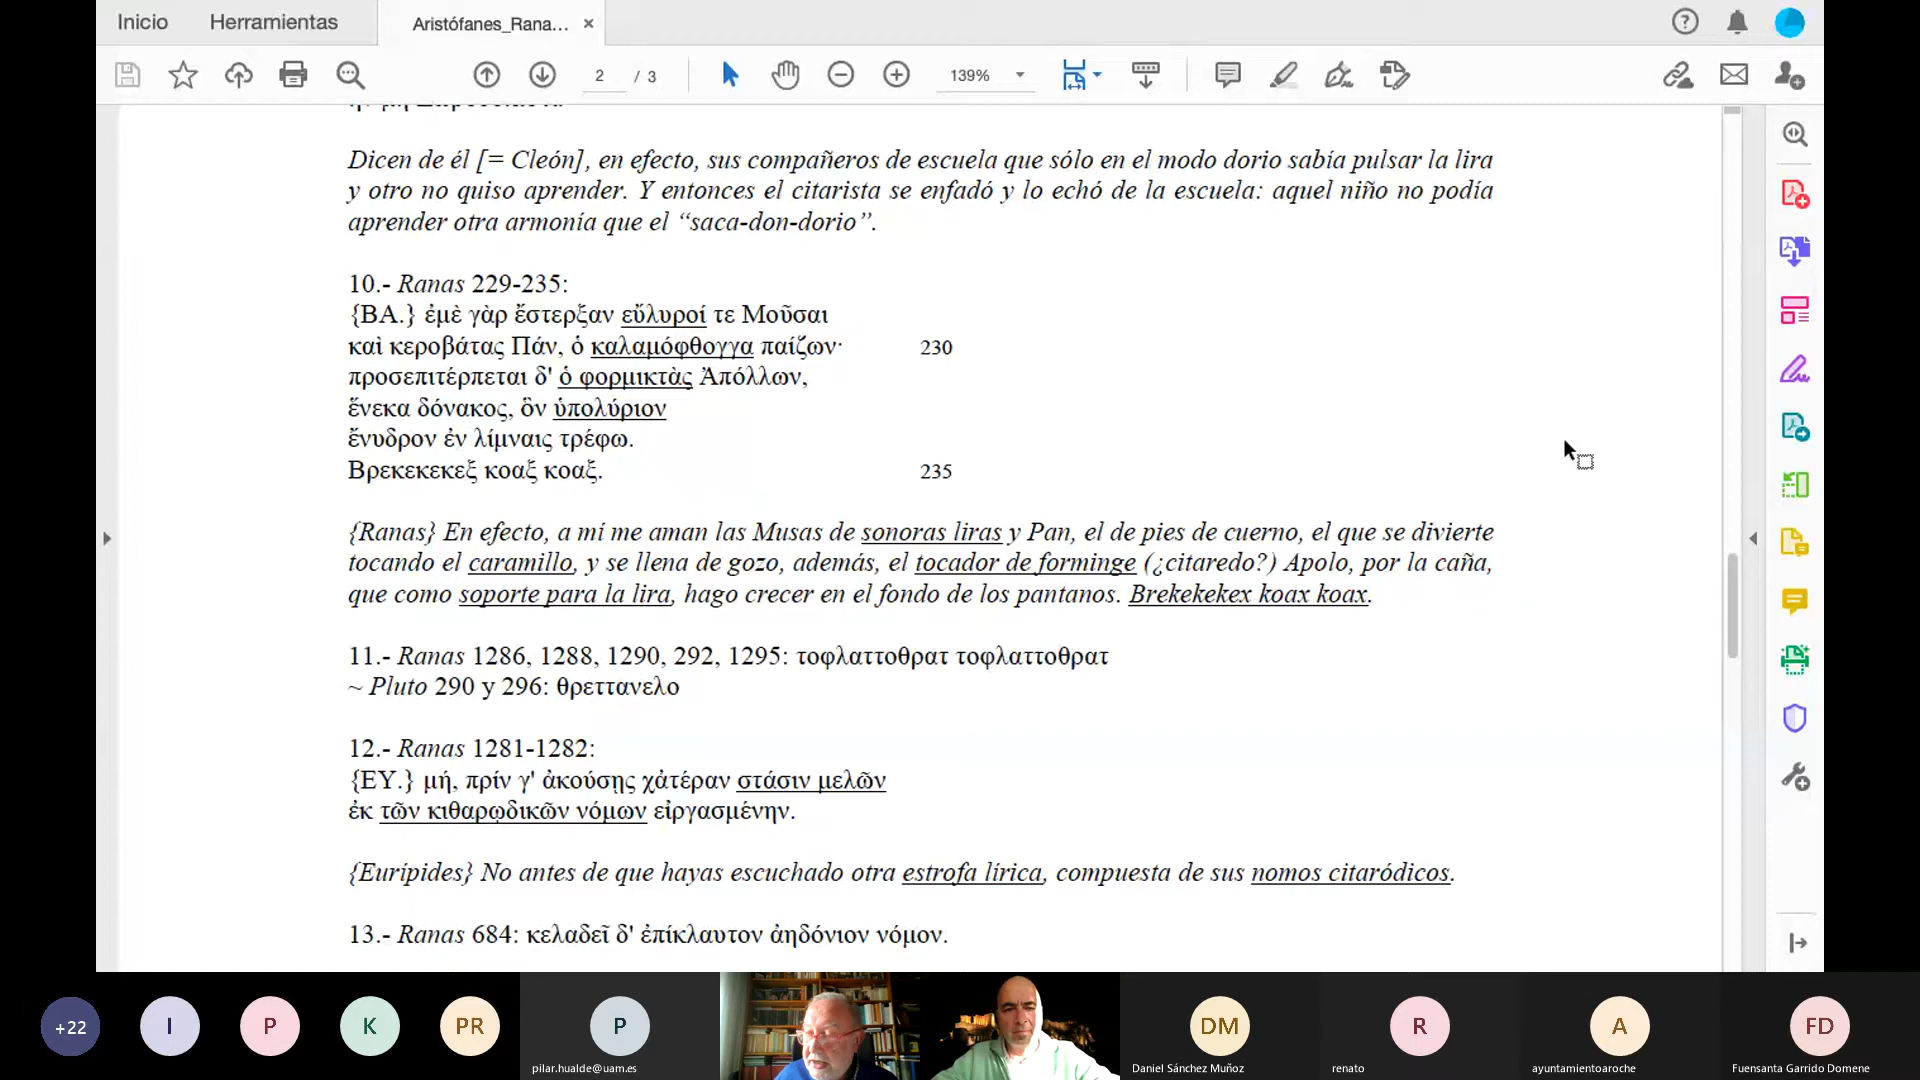 Inicio
Herramientas
Aristófanes_Rana... ×
2 / 3
139%
Dicen de él [= Cleón], en efecto, sus compañeros de escuela que sólo en el modo dorio sabía pulsar la lira
y otro no quiso aprender. Y entonces el citarista se enfadó y lo echó de la escuela: aquel niño no podía
aprender otra armonía que el “saca-don-dorio”.
10.- Ranas 229-235:
{ΒΑ.} ἐμὲ γὰρ ἔστερξαν εὔλυροί τε Μοῦσαι
καὶ κεροβάτας Πάν, ὁ καλαμόφθογγα παίζων· 230
προσεπιτέρπεται δ' ὁ φορμικτὰς Ἀπόλλων,
ἕνεκα δόνακος, ὃν ὑπολύριον
ἔνυδρον ἐν λίμναις τρέφω.
Βρεκεκεκεξ κοαξ κοαξ. 235
{Ranas} En efecto, a mí me aman las Musas de sonoras liras y Pan, el de pies de cuerno, el que se divierte
tocando el caramillo, y se llena de gozo, además, el tocador de forminge (¿citaredo?) Apolo, por la caña,
que como soporte para la lira, hago crecer en el fondo de los pantanos. Brekekekex koax koax.
11.- Ranas 1286, 1288, 1290, 292, 1295: τοφλαττοθρατ τοφλαττοθρατ
~ Pluto 290 y 296: θρεττανελο
12.- Ranas 1281-1282:
{ΕΥ.} μή, πρίν γ' ἀκούσῃς χἀτέραν στάσιν μελῶν
ἐκ τῶν κιθαρῳδικῶν νόμων εἰργασμένην.
{Eurípides} No antes de que hayas escuchado otra estrofa lírica, compuesta de sus nomos citaródicos.
13.- Ranas 684: κελαδεῖ δ' ἐπίκλαυτον ἀηδόνιον νόμον.
+22
I
P
K
PR
P
DM
R
A
FD
pilar.hualde@uam.es
Daniel Sánchez Muñoz
renato
ayuntamientoaroche
Fuensanta Garrido Domene